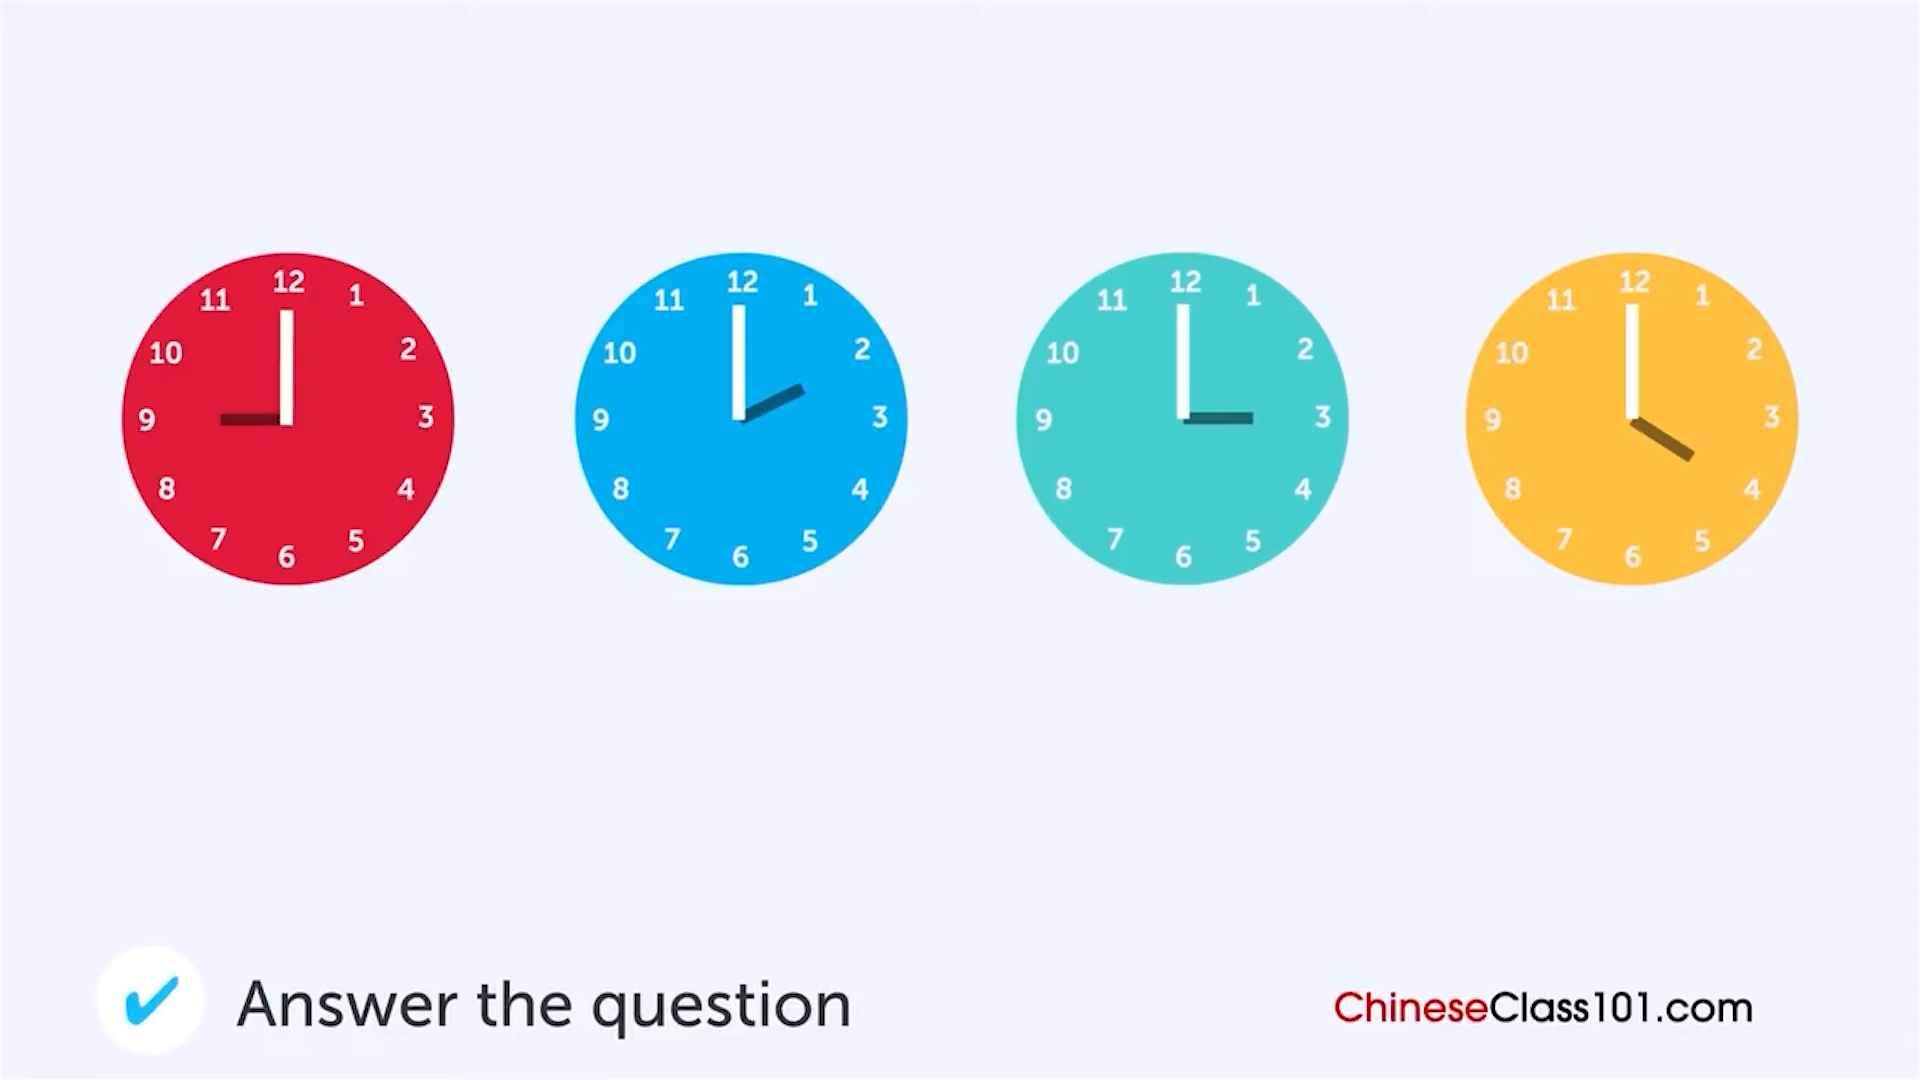 12 12 12 12
11 1 11 1 11 1 11 1
10 2 10 2 10 2 10 2
9 3 9 3 9 3 9 3
8 4 8 4 8 4 8 4
7 5 7 5 7 5 7 5
6 6 6 6
✔ Answer the question
ChineseClass101.com